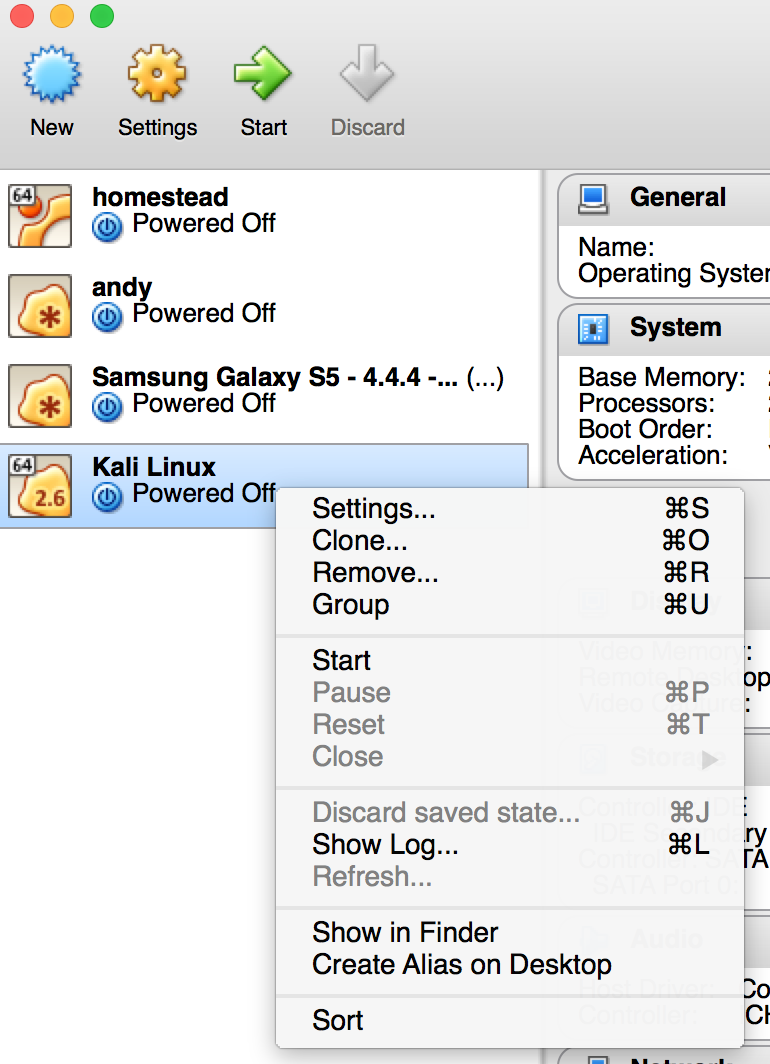 New Settings Start Discard
64
homestead
Powered Off
andy
Powered Off
Samsung Galaxy S5 - 4.4.4 -... (...)
Powered Off
64
2.6
Kali Linux
Powered Off
Settings... ⌘S
Clone... ⌘O
Remove... ⌘R
Group ⌘U
Start
Pause ⌘P
Reset ⌘T
Close
Discard saved state... ⌘J
Show Log... ⌘L
Refresh...
Show in Finder
Create Alias on Desktop
Sort
General
Name:
Operating System
System
Base Memory:
Processors:
Boot Order:
Acceleration:
Display
Video Memory:
Remote Desktop
Video Capture:
Storage
Controller: IDE
IDE Secondary
Controller: SATA
SATA Port 0:
Audio
Host Driver: Co
Controller: ICH
Network